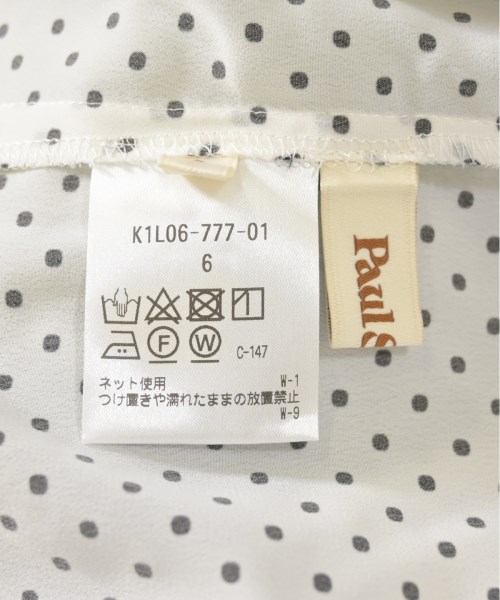 K1L06-777-01
6
F W C-147
ネット使用 W-1
つけ置きや濡れたままの放置禁止
W-9
Paul S